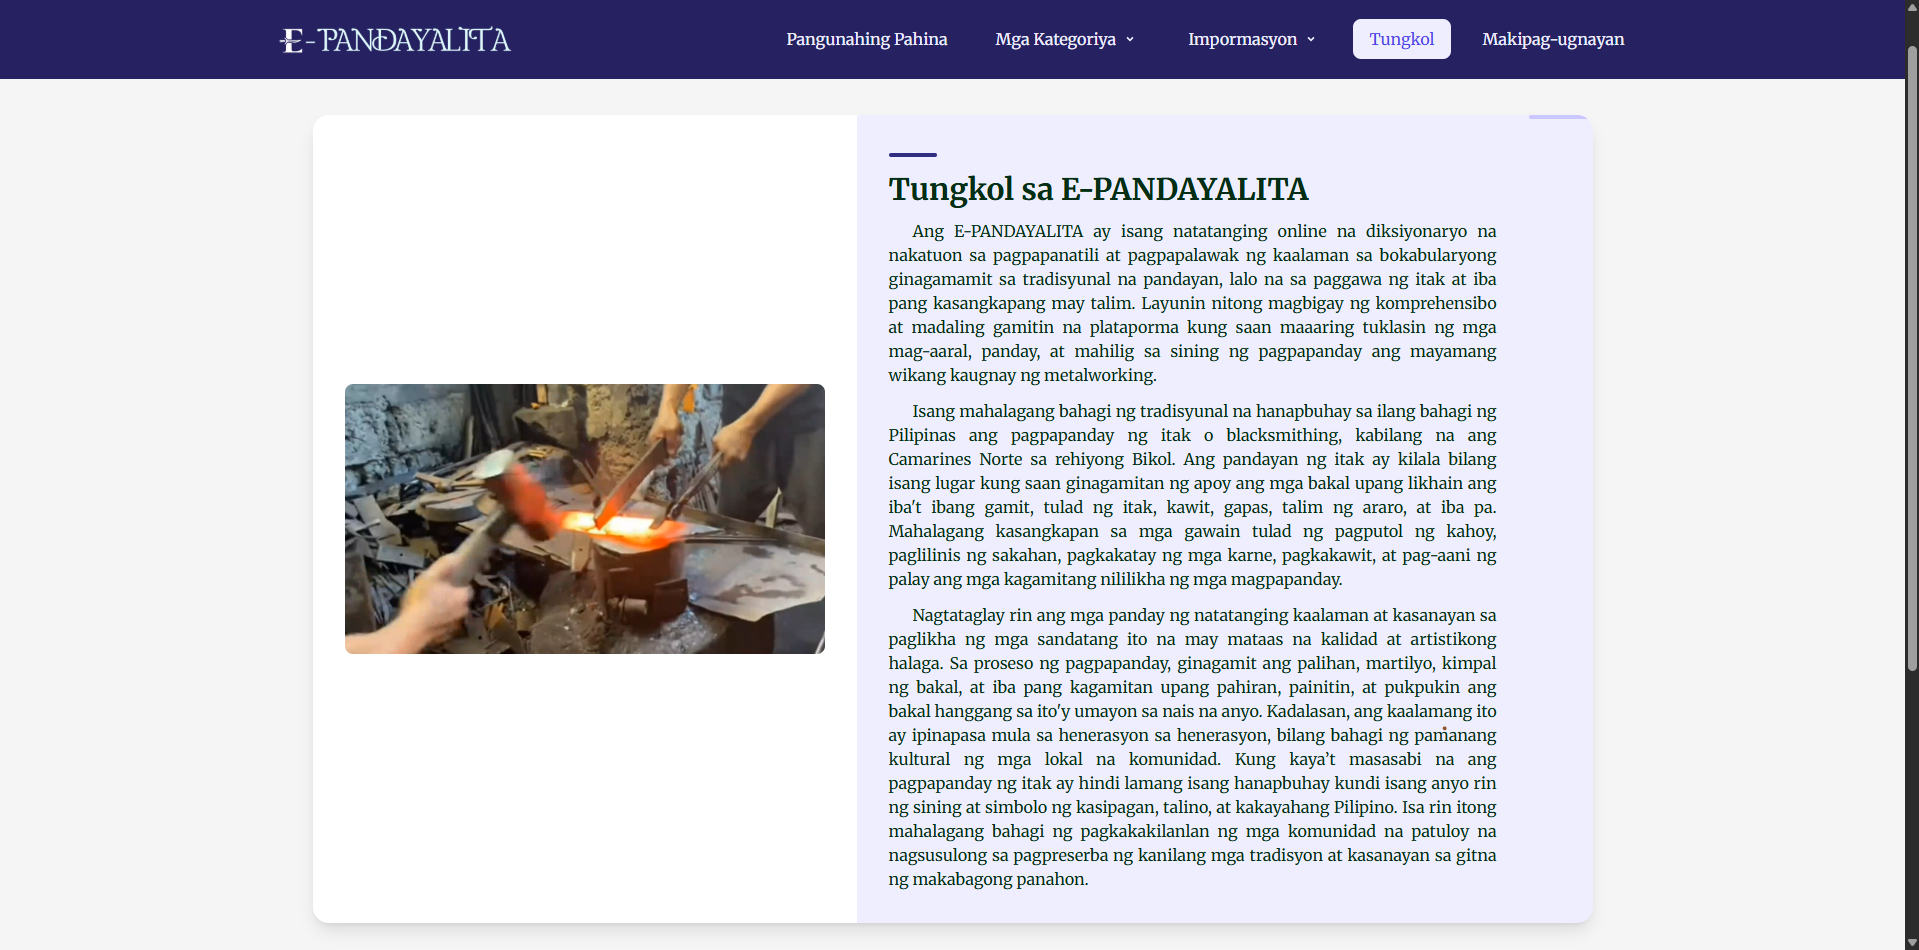 E-PANDAYALITA
Pangunahing Pahina
Mga Kategoriya
Impormasyon
Tungkol
Makipag-ugnayan
Tungkol sa E-PANDAYALITA
Ang E-PANDAYALITA ay isang natatanging online na diksiyonaryo na
nakatuon sa pagpapanatili at pagpapalawak ng kaalaman sa bokabularyong
ginagamamit sa tradisyunal na pandayan, lalo na sa paggawa ng itak at iba
pang kasangkapang may talim. Layunin nitong magbigay ng komprehensibo
at madaling gamitin na plataporma kung saan maaaring tuklasin ng mga
mag-aaral, panday, at mahilig sa sining ng pagpapanday ang mayamang
wikang kaugnay ng metalworking.
Isang mahalagang bahagi ng tradisyunal na hanapbuhay sa ilang bahagi ng
Pilipinas ang pagpapanday ng itak o blacksmithing, kabilang na ang
Camarines Norte sa rehiyong Bikol. Ang pandayan ng itak ay kilala bilang
isang lugar kung saan ginagamitan ng apoy ang mga bakal upang likhain ang
iba't ibang gamit, tulad ng itak, kawit, gapas, talim ng araro, at iba pa.
Mahalagang kasangkapan sa mga gawain tulad ng pagputol ng kahoy,
paglilinis ng sakahan, pagkakatay ng mga karne, pagkakawit, at pag-aani ng
palay ang mga kagamitang nililikha ng mga magpapanday.
Nagtataglay rin ang mga panday ng natatanging kaalaman at kasanayan sa
paglikha ng mga sandatang ito na may mataas na kalidad at artistikong
halaga. Sa proseso ng pagpapanday, ginagamit ang palihan, martilyo, kimpal
ng bakal, at iba pang kagamitan upang pahiran, painitin, at pukpukin ang
bakal hanggang sa ito'y umayon sa nais na anyo. Kadalasan, ang kaalamang ito
ay ipinapasa mula sa henerasyon sa henerasyon, bilang bahagi ng pamanang
kultural ng mga lokal na komunidad. Kung kaya’t masasabi na ang
pagpapanday ng itak ay hindi lamang isang hanapbuhay kundi isang anyo rin
ng sining at simbolo ng kasipagan, talino, at kakayahang Pilipino. Isa rin itong
mahalagang bahagi ng pagkakakilanlan ng mga komunidad na patuloy na
nagsusulong sa pagpreserba ng kanilang mga tradisyon at kasanayan sa gitna
ng makabagong panahon.